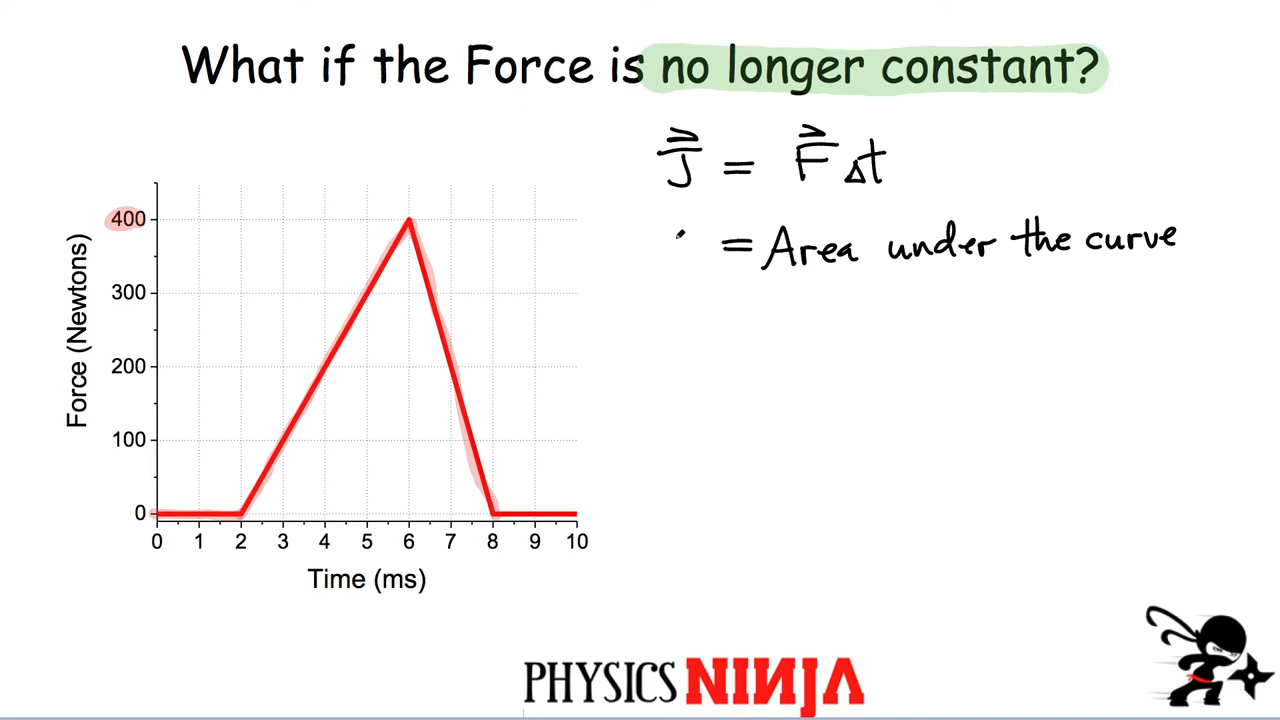 What if the Force is no longer constant?
J = F Δt
= Area under the curve
Force (Newtons)
400
300
200
100
0
0 1 2 3 4 5 6 7 8 9 10
Time (ms)
PHYSICS NINJA